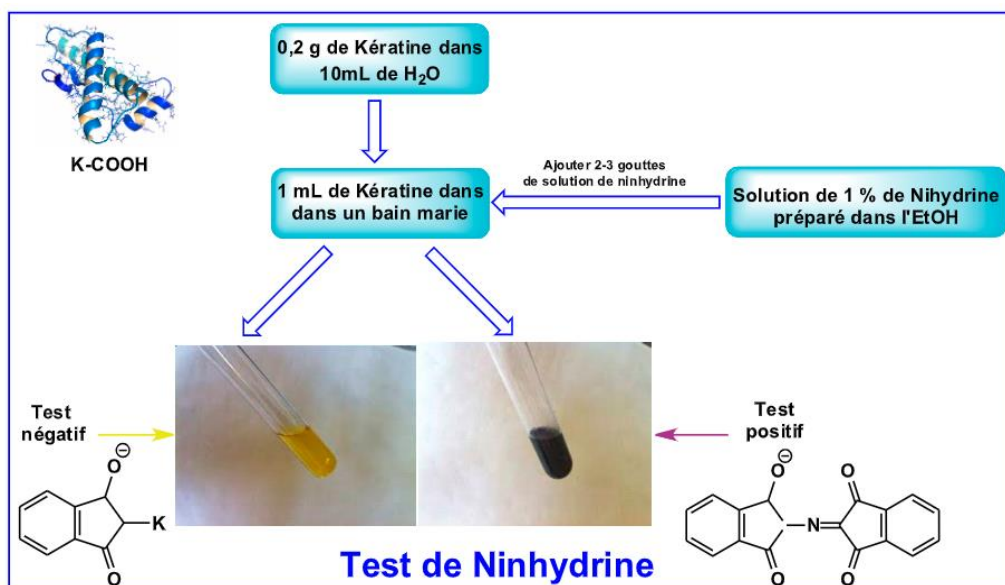 0,2 g de Kératine dans
10mL de H2O
K-COOH
1 mL de Kératine dans
dans un bain marie
Ajouter 2-3 gouttes
de solution de ninhydrine
Solution de 1 % de Nihydrine
préparé dans l'EtOH
Test
négatif
O
⊖
K
O
Test
positif
O
⊖
O
N
O
O
Test de Ninhydrine